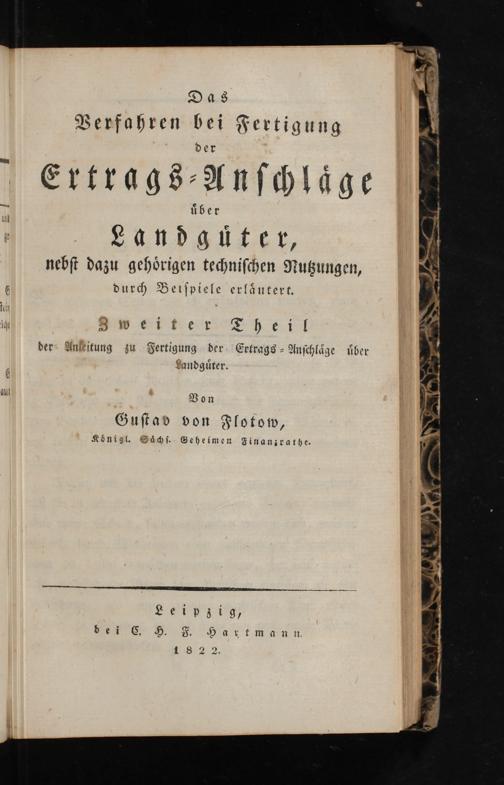 Das
Verfahren bei Fertigung
der
Ertrags-Anschläge
über
Landgüter,
nebst dazu gehörigen technischen Nutzungen,
durch Beispiele erläutert.
Zweiter Theil
der Anleitung zu Fertigung der Ertrags-Anschläge über
Landgüter.
Von
Gustav von Flotow,
Königl. Sächs. Geheimen Finanzrathe.
Leipzig,
bei C. H. F. Hartmann.
1822.